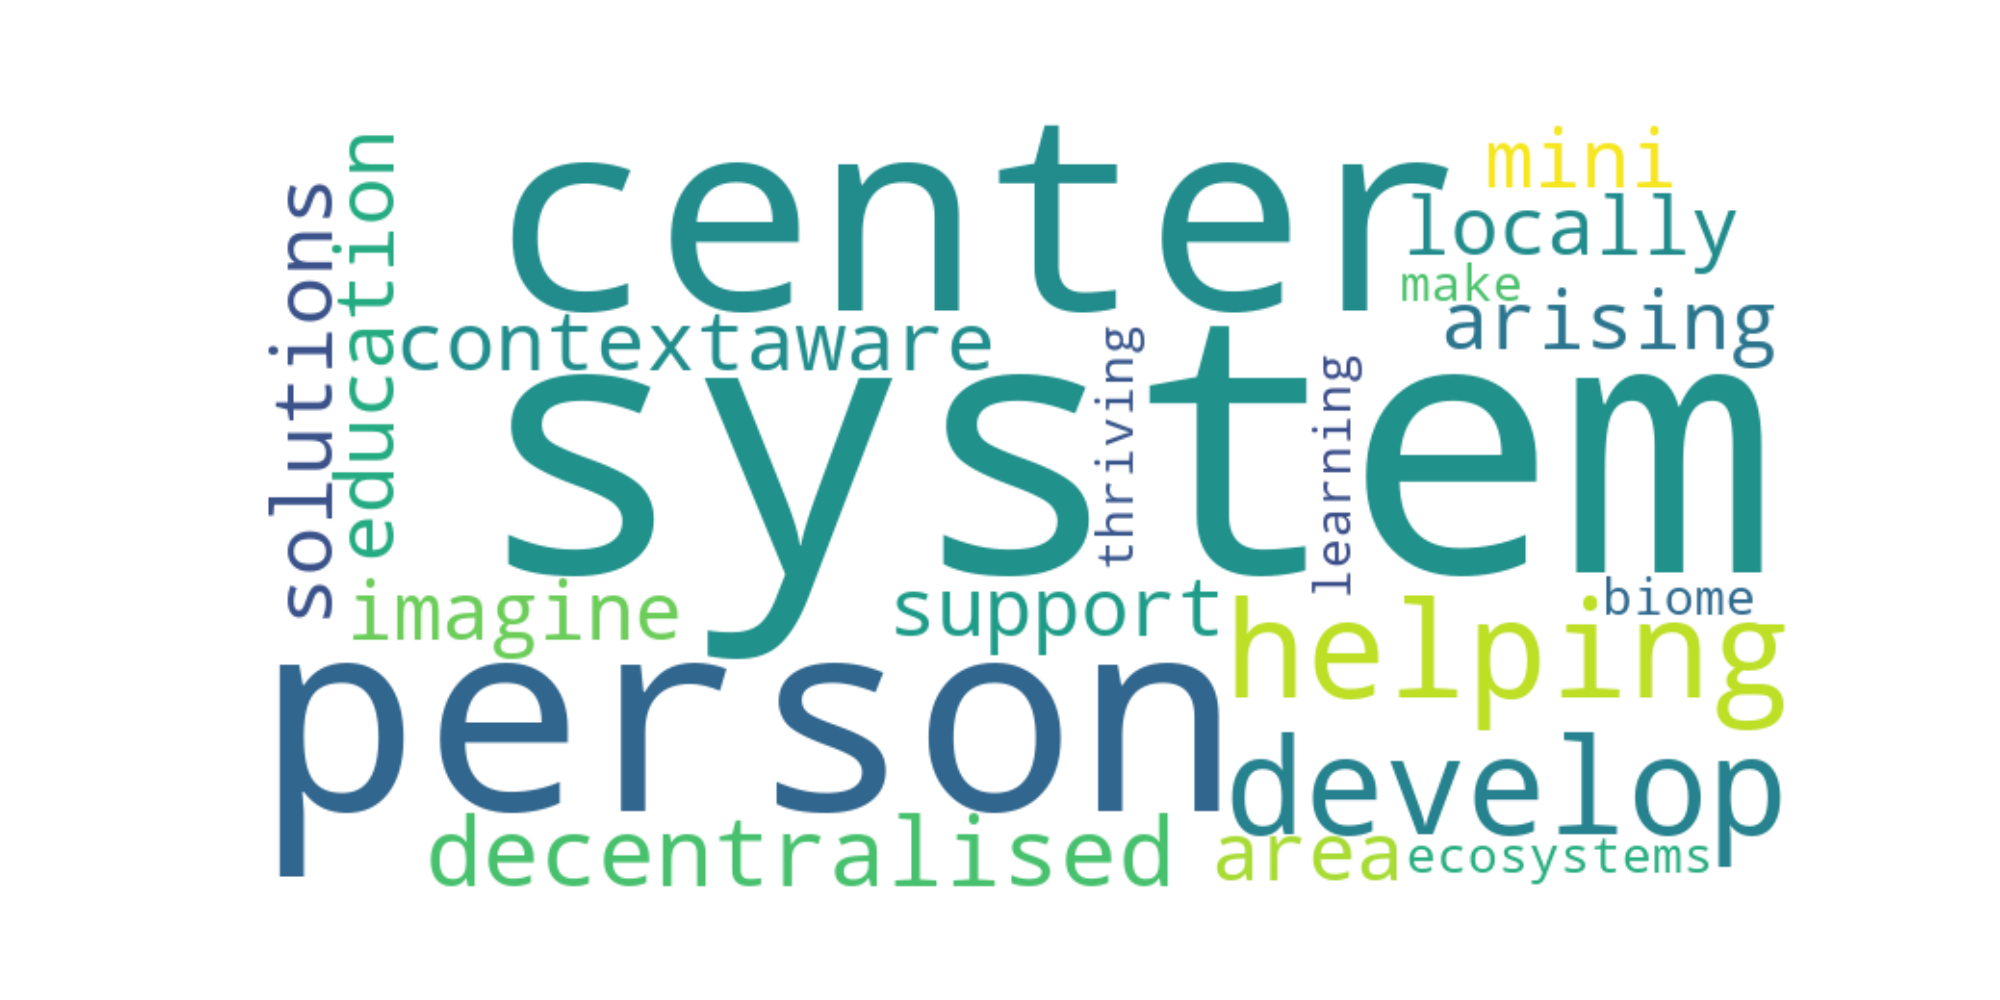 solutions
education
center
mini
locally
make
arising
contextaware
system
thriving
learning
imagine
support
biome
helping
person
develop
decentralised
area
ecosystems